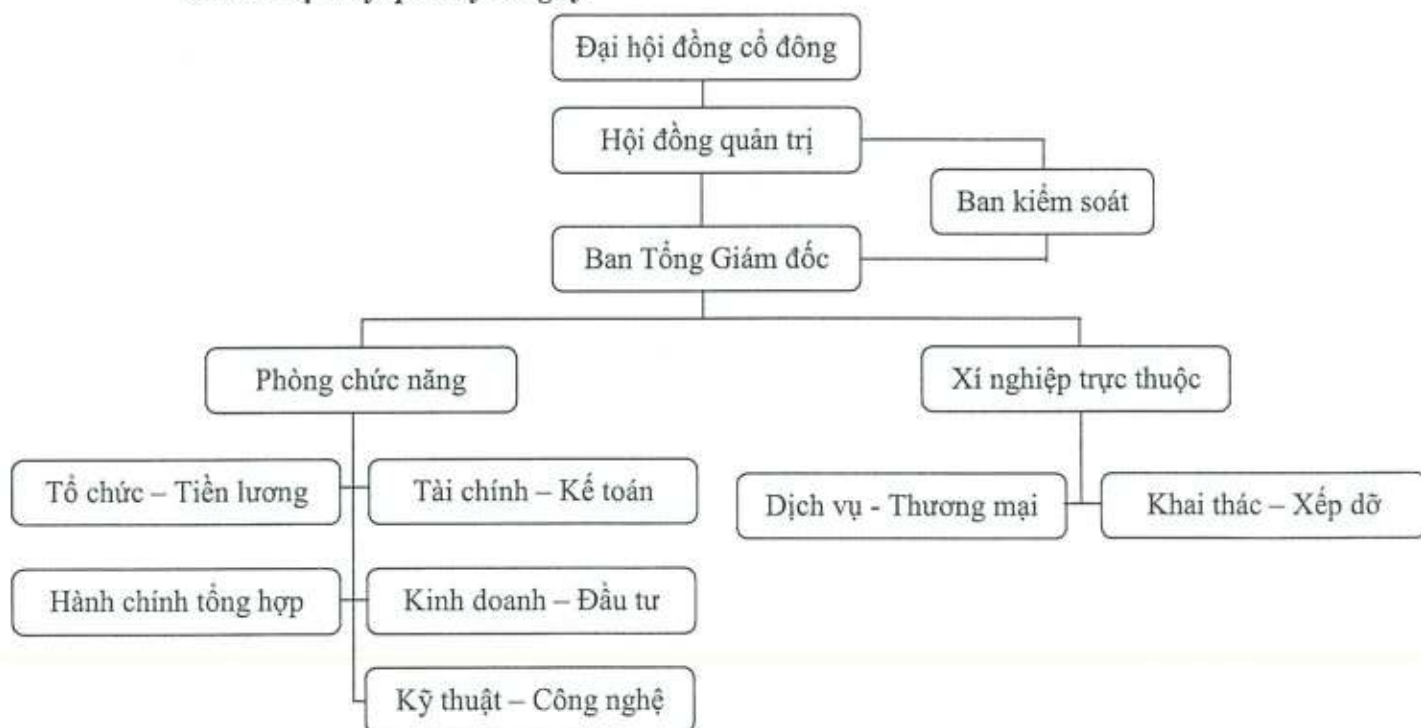 Đại hội đồng cổ đông
Hội đồng quản trị
Ban kiểm soát
Ban Tổng Giám đốc
Phòng chức năng
Xí nghiệp trực thuộc
Tổ chức – Tiền lương
Tài chính – Kế toán
Dịch vụ - Thương mại
Khai thác – Xếp dỡ
Hành chính tổng hợp
Kinh doanh – Đầu tư
Kỹ thuật – Công nghệ